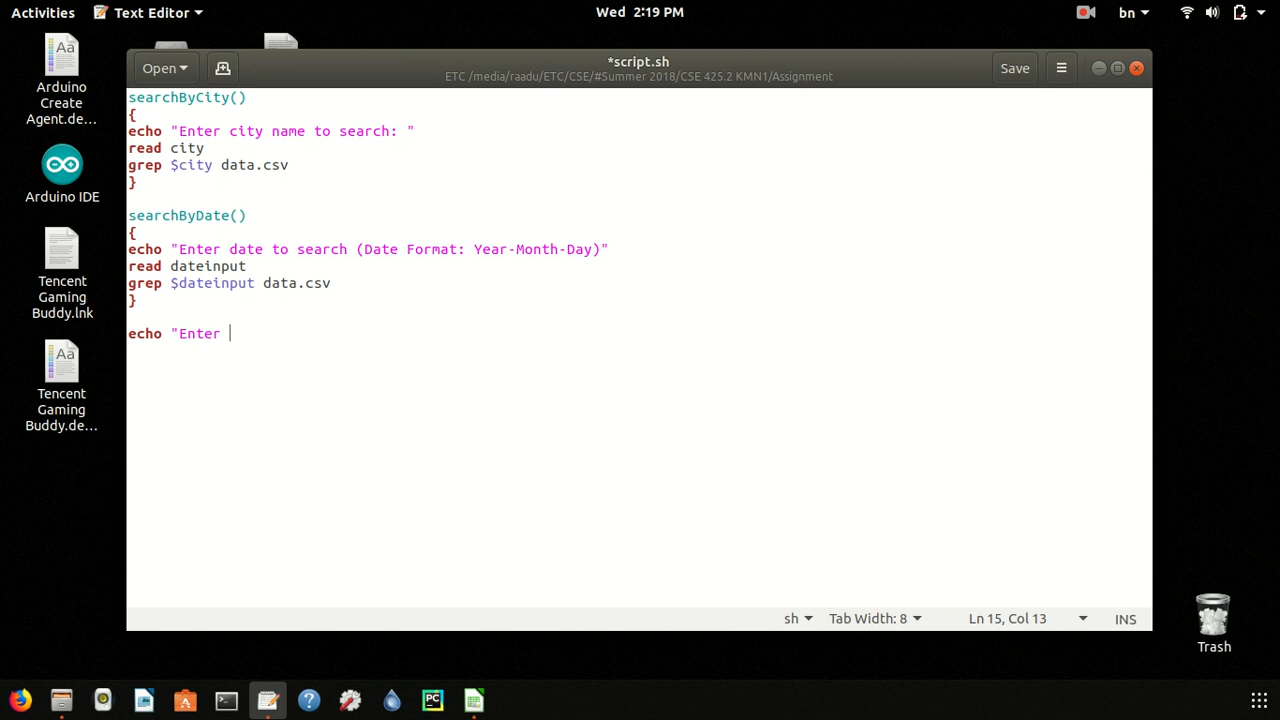 Activities Text Editor Wed 2:19 PM bn
*script.sh
Open ETC /media/raadu/ETC/CSE/#Summer 2018/CSE 425.2 KMN1/Assignment Save
Aa
Arduino
Create
Agent.de...
Arduino IDE
Tencent
Gaming
Buddy.lnk
Aa
Tencent
Gaming
Buddy.de...
searchByCity()
{
echo "Enter city name to search: "
read city
grep $city data.csv
}
searchByDate()
{
echo "Enter date to search (Date Format: Year-Month-Day)"
read dateinput
grep $dateinput data.csv
}
echo "Enter
sh Tab Width: 8 Ln 15, Col 13 INS
Trash
PC